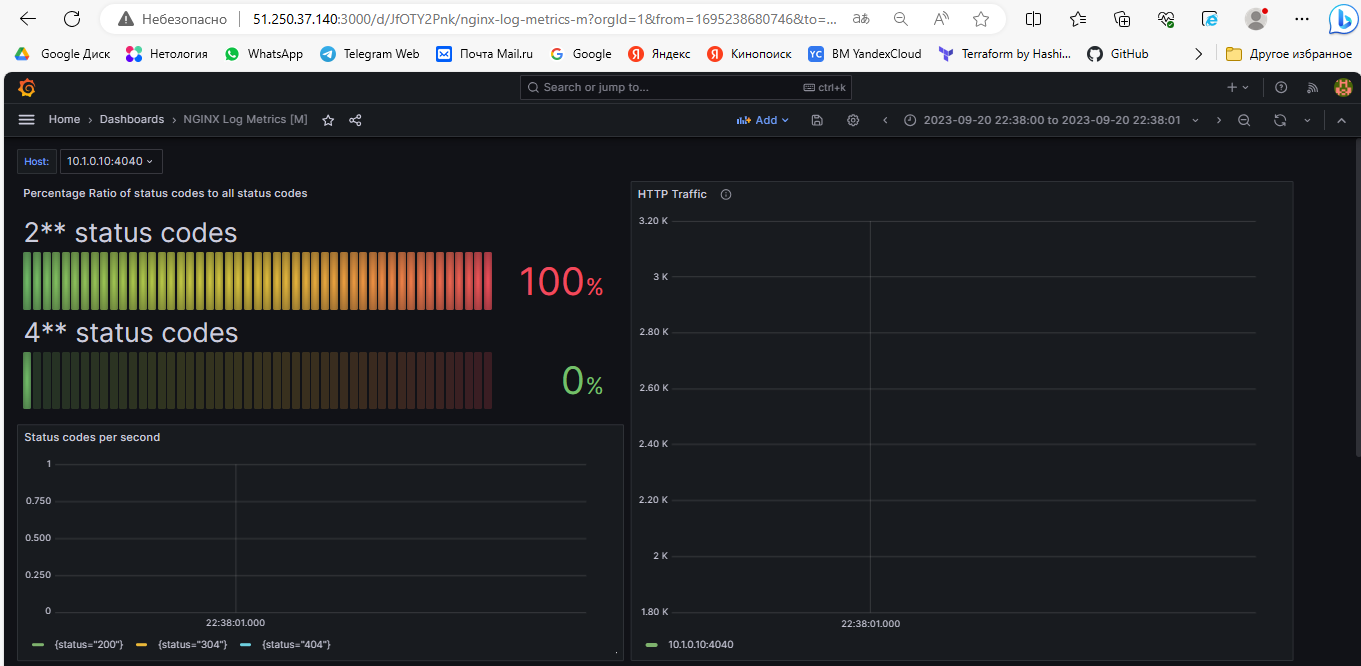 Небезопасно 51.250.37.140:3000/d/JfOTY2Pnk/nginx-log-metrics-m?orgId=1&from=1695238680746&to=... aあ A
Google Диск Нетология WhatsApp Telegram Web Почта Mail.ru Google Яндекс Кинопоиск YC ВМ YandexCloud Terraform by Hashi... GitHub Другое избранное
Search or jump to... ctrl+k
Home › Dashboards › NGINX Log Metrics [M] Add 2023-09-20 22:38:00 to 2023-09-20 22:38:01
Host: 10.1.0.10:4040
Percentage Ratio of status codes to all status codes
2** status codes
100%
4** status codes
0%
Status codes per second
1
0.750
0.500
0.250
0
22:38:01.000
{status="200"} {status="304"} {status="404"}
HTTP Traffic
3.20 K
3 K
2.80 K
2.60 K
2.40 K
2.20 K
2 K
1.80 K
22:38:01.000
10.1.0.10:4040